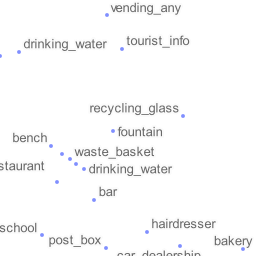 vending_any
drinking_water
tourist_info
recycling_glass
fountain
bench
waste_basket
staurant
drinking_water
bar
school
hairdresser
post_box
bakery
car_dealership